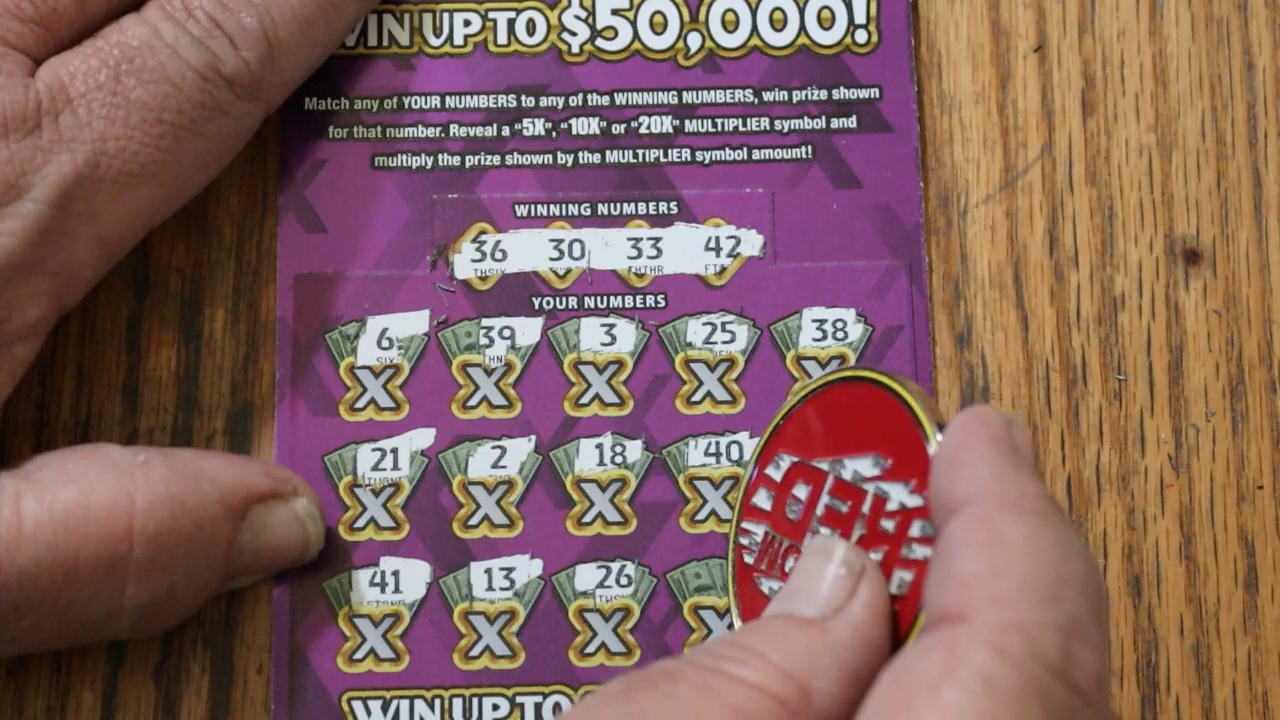 WIN UP TO $50,000!
Match any of YOUR NUMBERS to any of the WINNING NUMBERS, win prize shown
for that number. Reveal a "5X", "10X" or "20X" MULTIPLIER symbol and
multiply the prize shown by the MULTIPLIER symbol amount!
WINNING NUMBERS
36 30 33 42
THSIX THTHR
YOUR NUMBERS
6 39 3 25 38
SIX
X X X X X
21 2 18 40
X X X X
41 13 26
X X X X
WIN UP TO